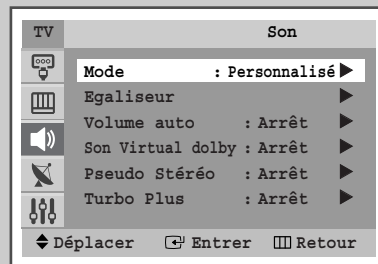 TV Son
Mode : Personnalisé ▶
Egaliseur ▶
Volume auto : Arrêt ▶
Son Virtual dolby : Arrêt ▶
Pseudo Stéréo : Arrêt ▶
Turbo Plus : Arrêt ▶
Déplacer Entrer Retour